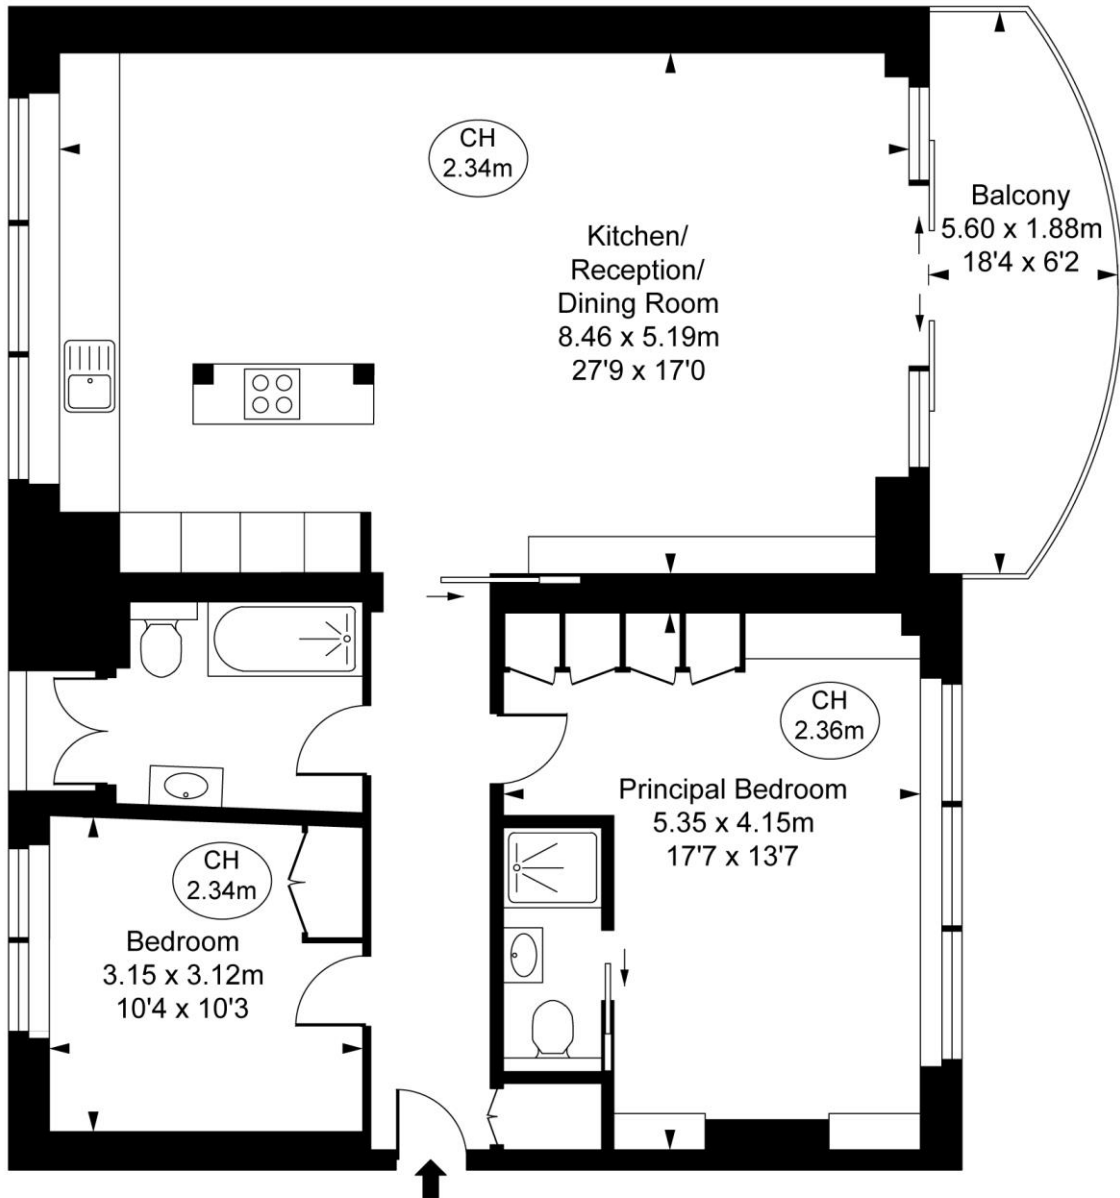 CH
2.34m
Kitchen/
Reception/
Dining Room
8.46 x 5.19m
27'9 x 17'0
Balcony
5.60 x 1.88m
18'4 x 6'2
CH
2.36m
Principal Bedroom
5.35 x 4.15m
17'7 x 13'7
CH
2.34m
Bedroom
3.15 x 3.12m
10'4 x 10'3